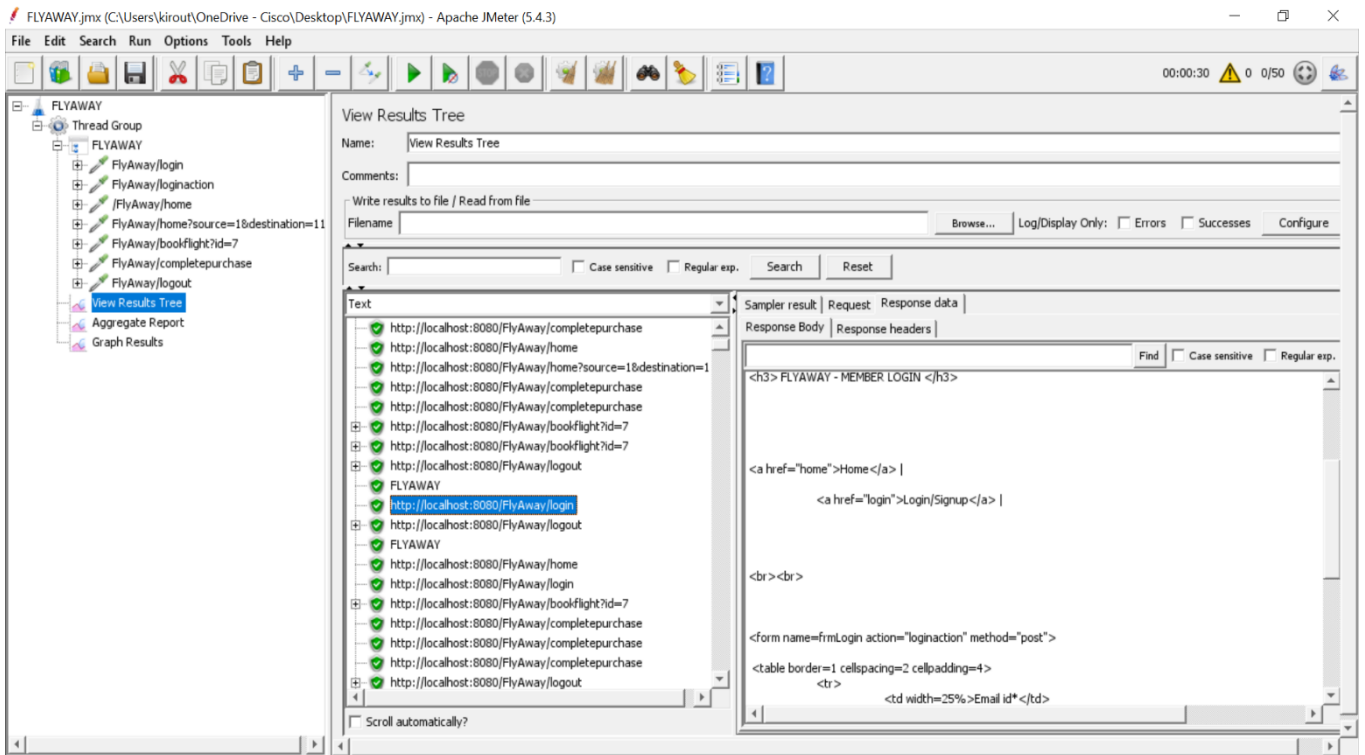 FLYAWAY.jmx (C:\Users\kirout\OneDrive - Cisco\Desktop\FLYAWAY.jmx) - Apache JMeter (5.4.3)
File Edit Search Run Options Tools Help
00:00:30 0 0/50
FLYAWAY
Thread Group
FLYAWAY
FlyAway/login
FlyAway/loginaction
/FlyAway/home
FlyAway/home?source=1&destination=11
FlyAway/bookflight?id=7
FlyAway/completepurchase
FlyAway/logout
View Results Tree
Aggregate Report
Graph Results
View Results Tree
Name: View Results Tree
Comments:
Write results to file / Read from file
Filename Browse... Log/Display Only: Errors Successes Configure
Search: Case sensitive Regular exp. Search Reset
Text
http://localhost:8080/FlyAway/completepurchase
http://localhost:8080/FlyAway/home
http://localhost:8080/FlyAway/home?source=1&destination=1
http://localhost:8080/FlyAway/completepurchase
http://localhost:8080/FlyAway/completepurchase
http://localhost:8080/FlyAway/bookflight?id=7
http://localhost:8080/FlyAway/bookflight?id=7
http://localhost:8080/FlyAway/logout
FLYAWAY
http://localhost:8080/FlyAway/login
http://localhost:8080/FlyAway/logout
FLYAWAY
http://localhost:8080/FlyAway/home
http://localhost:8080/FlyAway/login
http://localhost:8080/FlyAway/bookflight?id=7
http://localhost:8080/FlyAway/completepurchase
http://localhost:8080/FlyAway/completepurchase
http://localhost:8080/FlyAway/completepurchase
http://localhost:8080/FlyAway/logout
Scroll automatically?
Sampler result Request Response data
Response Body Response headers
Find Case sensitive Regular exp.
<h3> FLYAWAY - MEMBER LOGIN </h3>
<a href="home">Home</a> |
<a href="login">Login/Signup</a> |
<br><br>
<form name=frmLogin action="loginaction" method="post">
<table border=1 cellspacing=2 cellpadding=4>
<tr>
<td width=25%>Email id*</td>